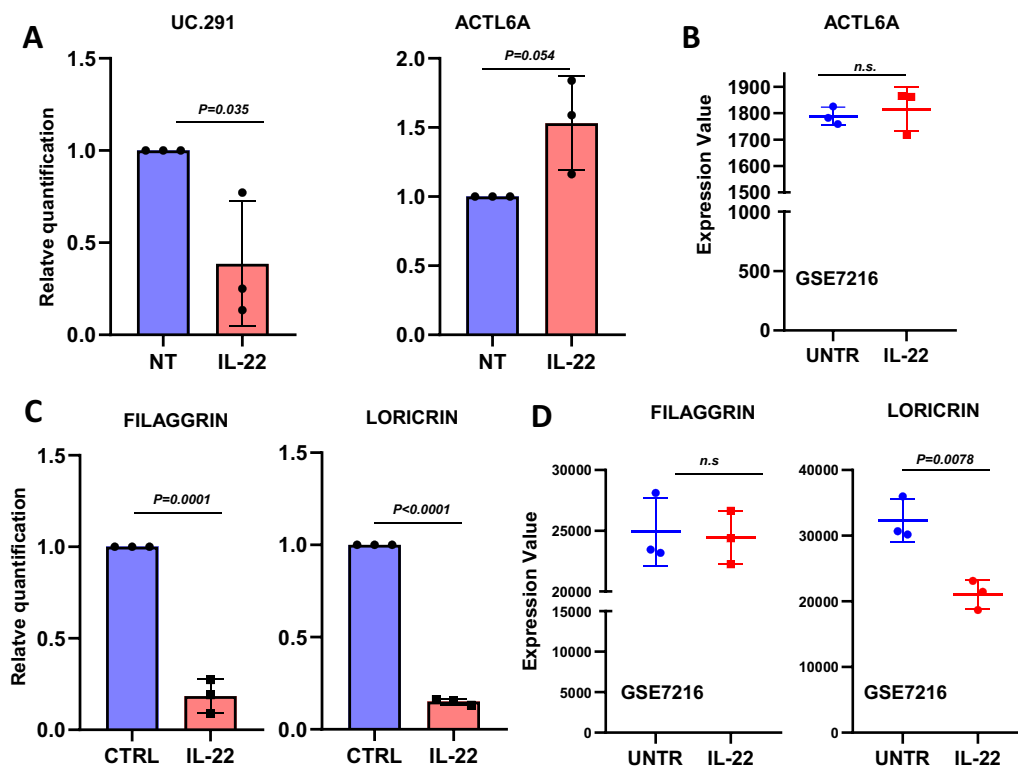 A
UC.291
P=0.035
Relatve quantification
1.5
1.0
0.5
0.0
NT
IL-22
ACTL6A
P=0.054
2.0
1.5
1.0
0.5
0.0
NT
IL-22
B
ACTL6A
n.s.
Expression Value
1900
1800
1700
1600
1500
1000
500
0
GSE7216
UNTR
IL-22
C
FILAGGRIN
P=0.0001
Relatve quantification
1.5
1.0
0.5
0.0
CTRL
IL-22
LORICRIN
P<0.0001
1.5
1.0
0.5
0.0
CTRL
IL-22
D
FILAGGRIN
n.s
Expression Value
30000
25000
20000
15000
10000
5000
0
GSE7216
UNTR
IL-22
LORICRIN
P=0.0078
40000
30000
20000
10000
0
GSE7216
UNTR
IL-22